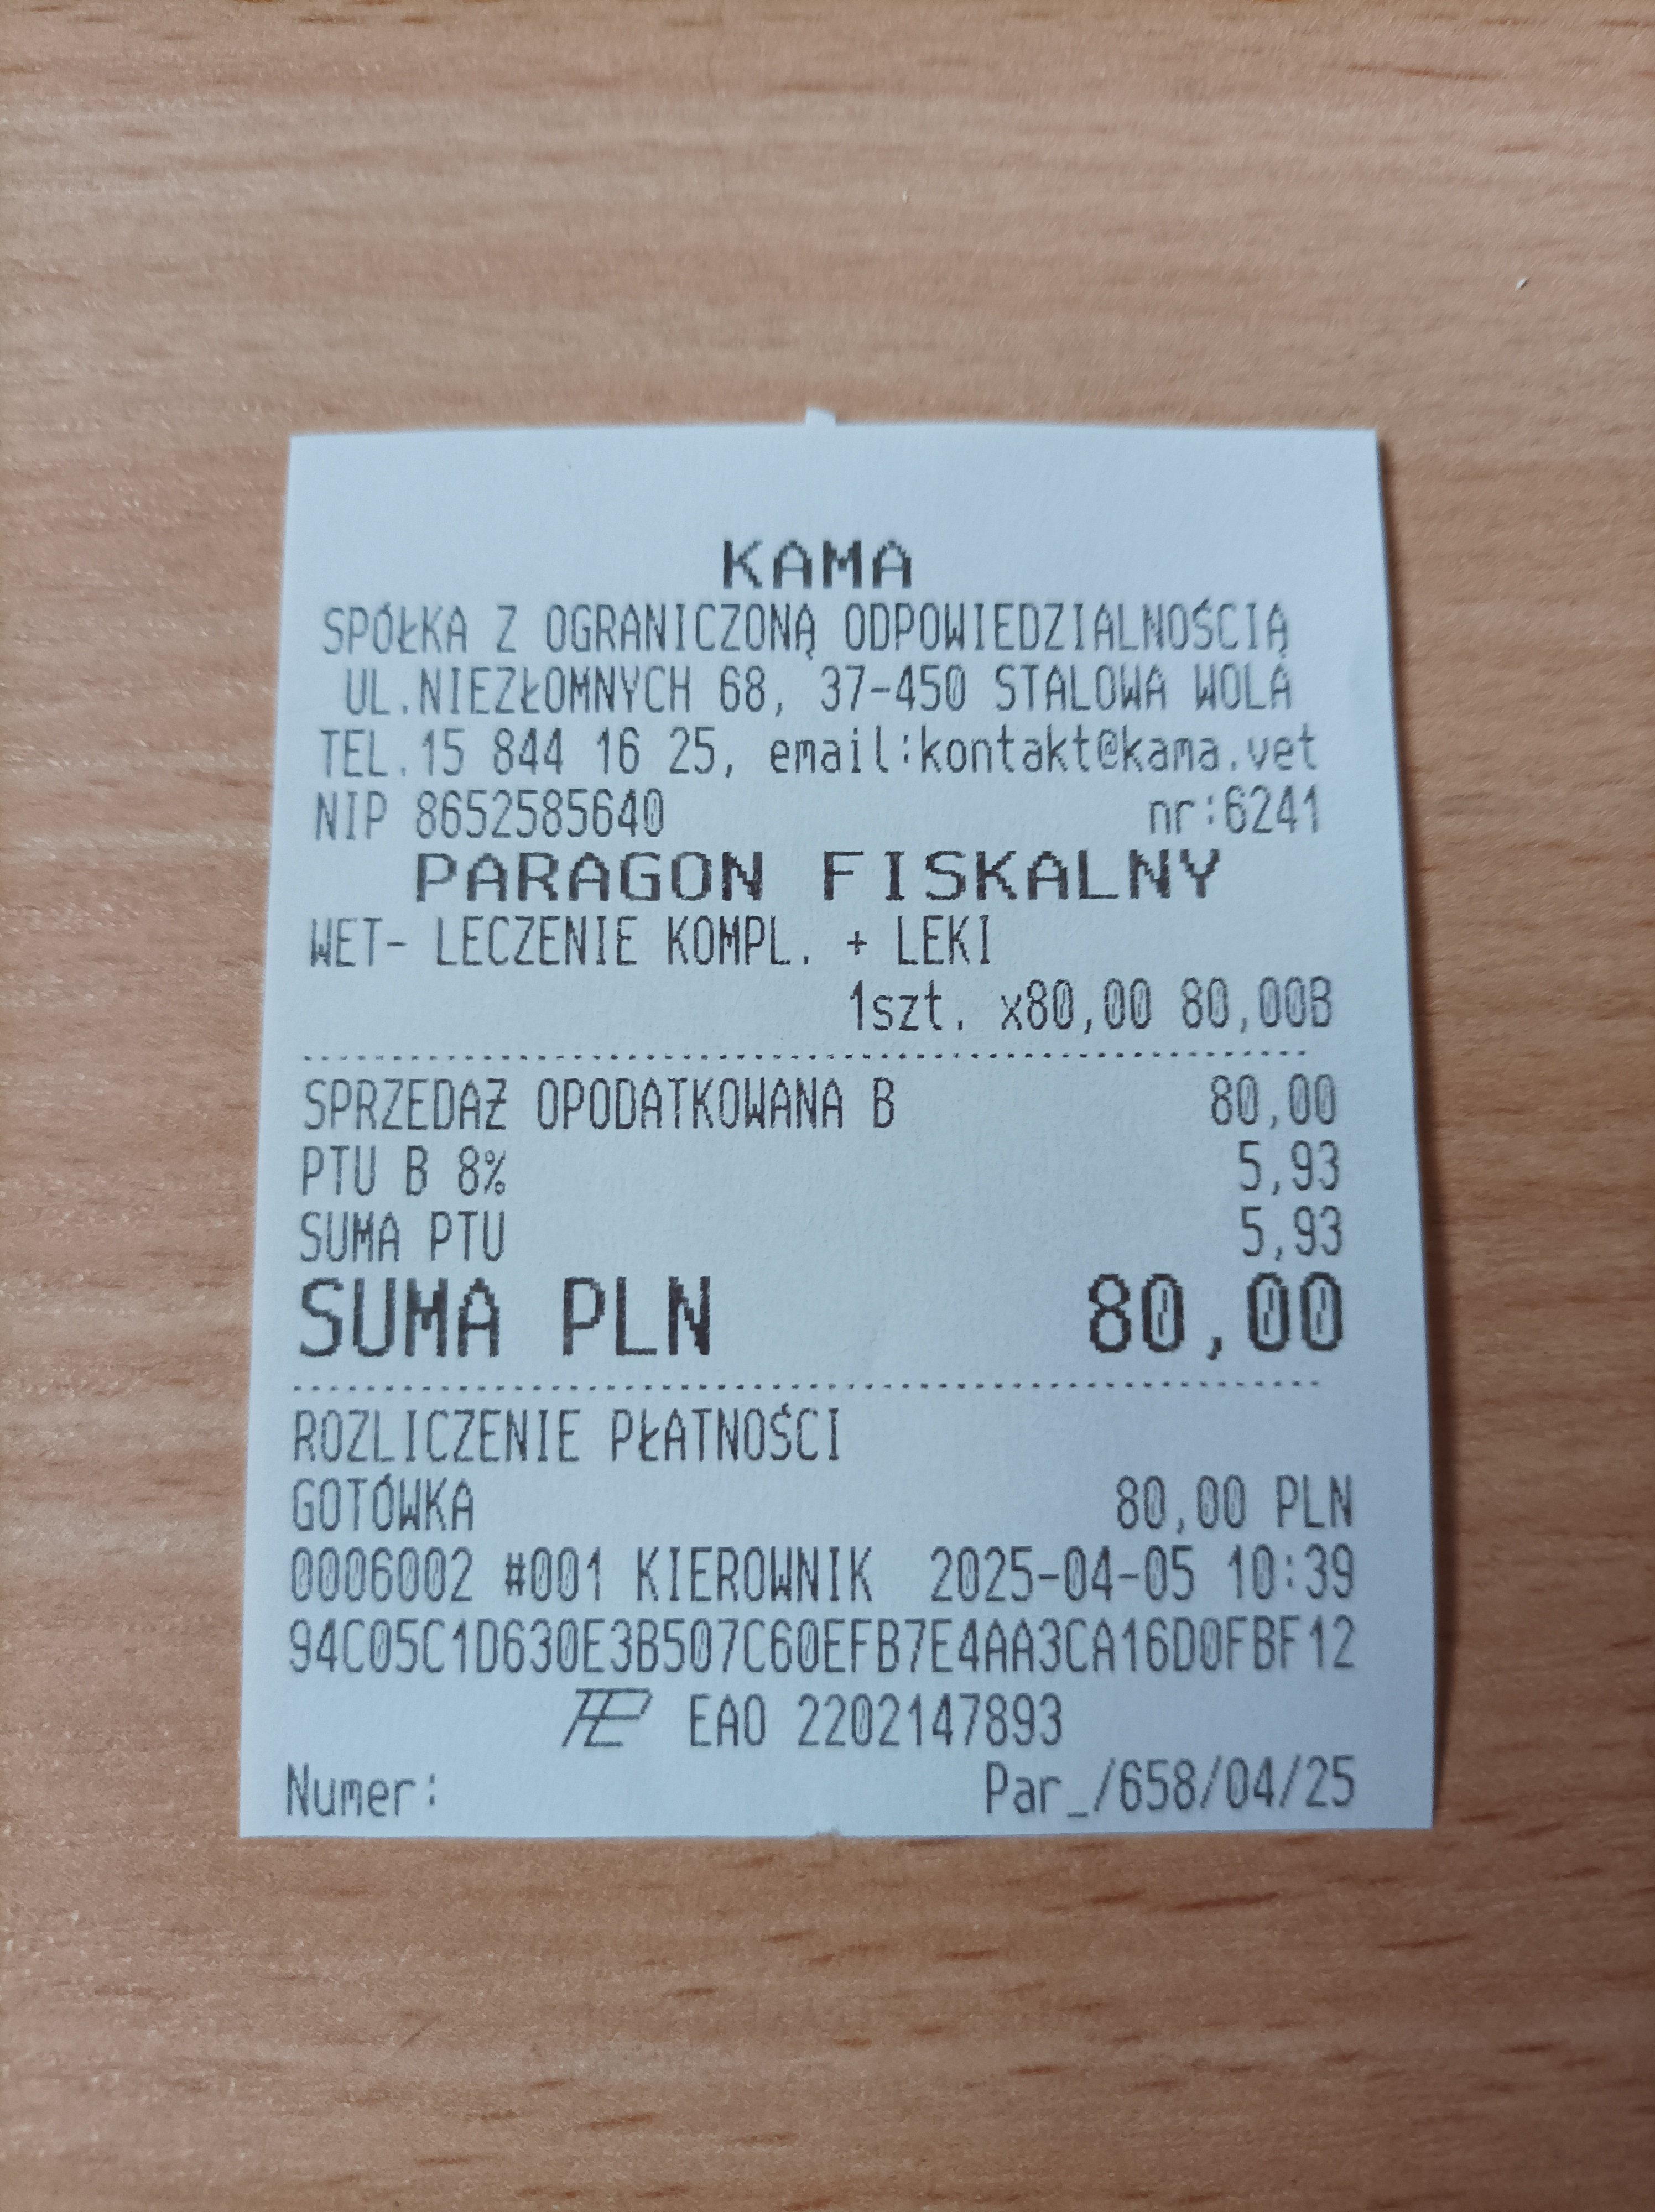 KAMA
SPÓŁKA Z OGRANICZONĄ ODPOWIEDZIALNOŚCIĄ
UL.NIEZŁOMNYCH 68, 37-450 STALOWA WOLA
TEL.15 844 16 25, email:kontakt@kama.vet
NIP 8652585640 nr:6241
PARAGON FISKALNY
WET- LECZENIE KOMPL. + LEKI
1szt. x80,00 80,00B
SPRZEDAŻ OPODATKOWANA B 80,00
PTU B 8% 5,93
SUMA PTU 5,93
SUMA PLN 80,00
ROZLICZENIE PŁATNOŚCI
GOTÓWKA 80,00 PLN
0006002 #001 KIEROWNIK 2025-04-05 10:39
94C05C1D630E3B507C60EFB7E4AA3CA16D0FBF12
EAO 2202147893
Numer: Par_/658/04/25